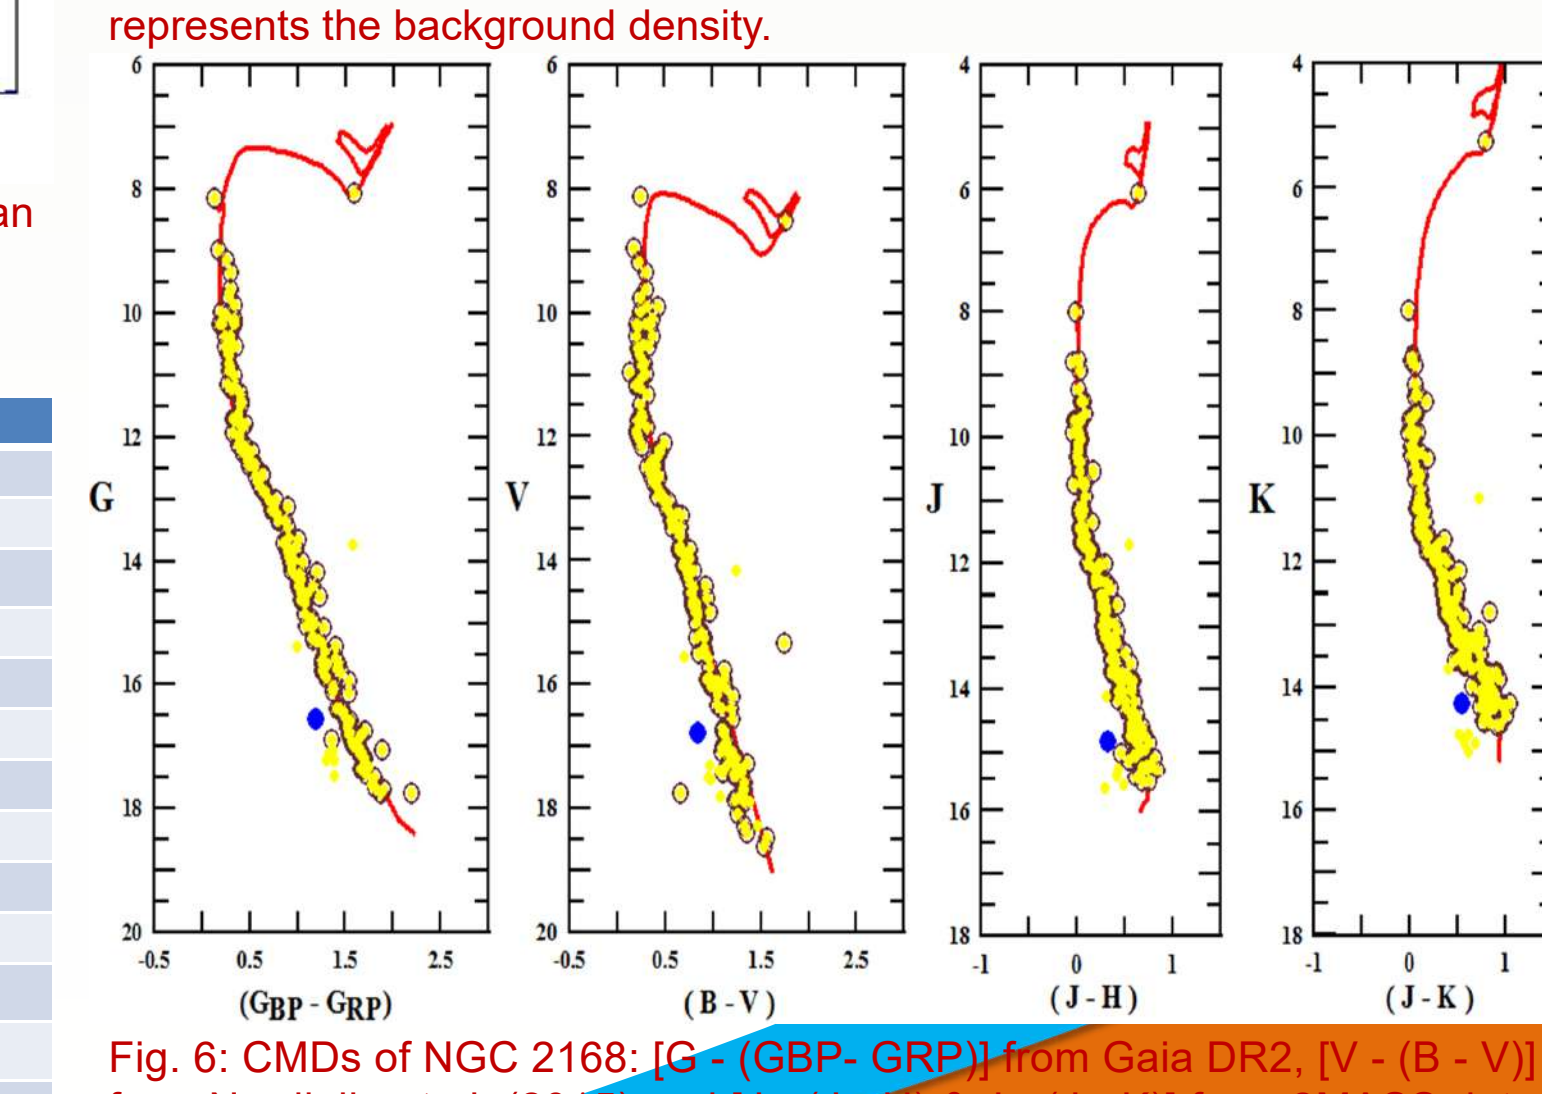 represents the background density.
an
6 8 10 12 14 16 18 20
G
-0.5 0.5 1.5 2.5
(GBP - GRP)
6 8 10 12 14 16 18 20
V
-0.5 0.5 1.5 2.5
( B - V )
4 6 8 10 12 14 16 18
J
-1 0 1
( J - H )
4 6 8 10 12 14 16 18
K
-1 0 1
( J - K )
Fig. 6: CMDs of NGC 2168: [G - (GBP- GRP)] from Gaia DR2, [V - (B - V)]